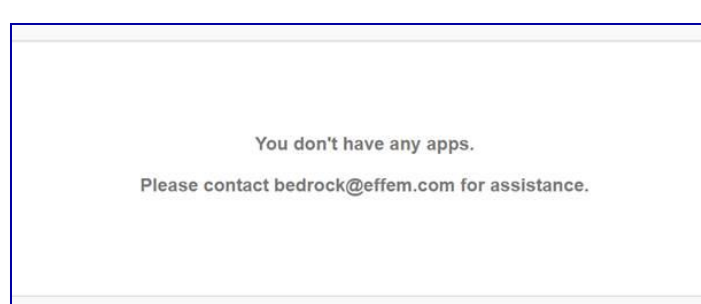 You don't have any apps.
Please contact bedrock@effem.com for assistance.